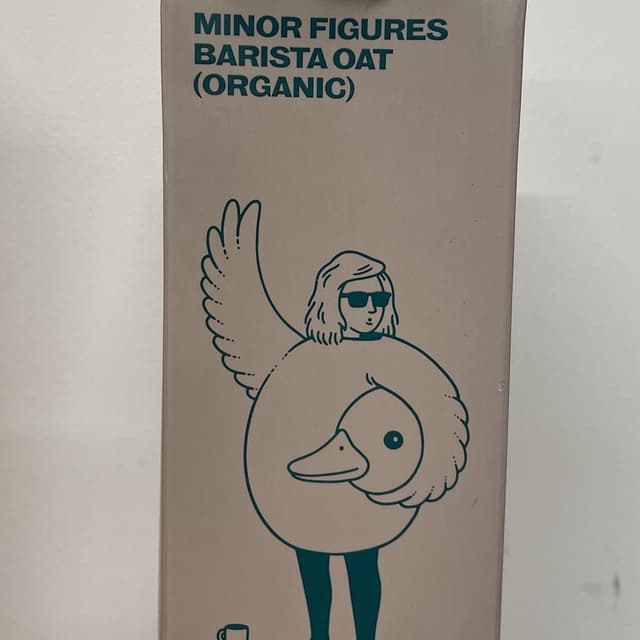 MINOR FIGURES
BARISTA OAT
(ORGANIC)